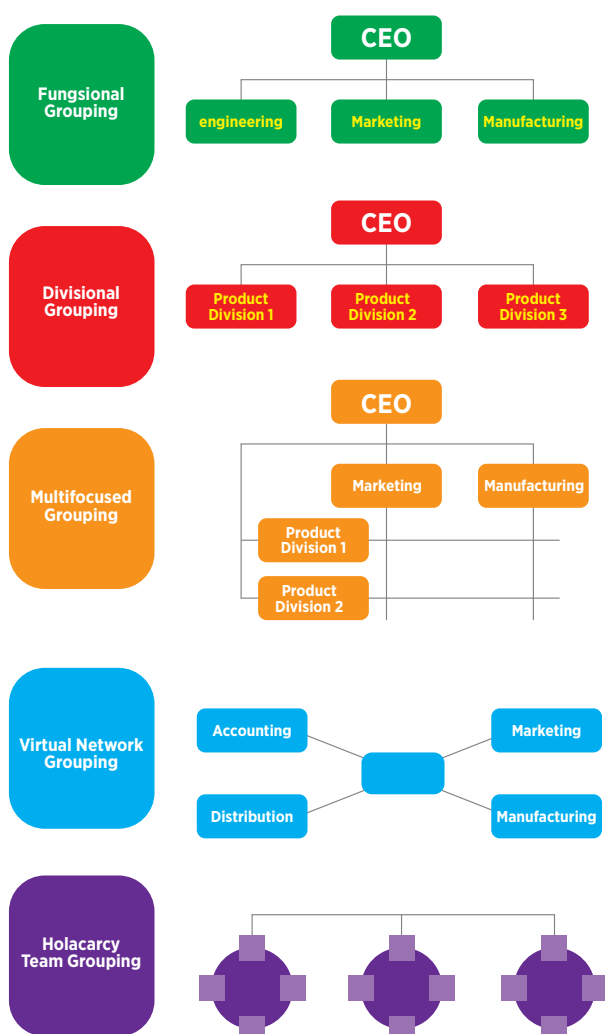 Fungsional
Grouping
CEO
engineering
Marketing
Manufacturing
Divisional
Grouping
CEO
Product
Division 1
Product
Division 2
Product
Division 3
Multifocused
Grouping
CEO
Marketing
Manufacturing
Product
Division 1
Product
Division 2
Virtual Network
Grouping
Accounting
Marketing
Distribution
Manufacturing
Holacarcy
Team Grouping